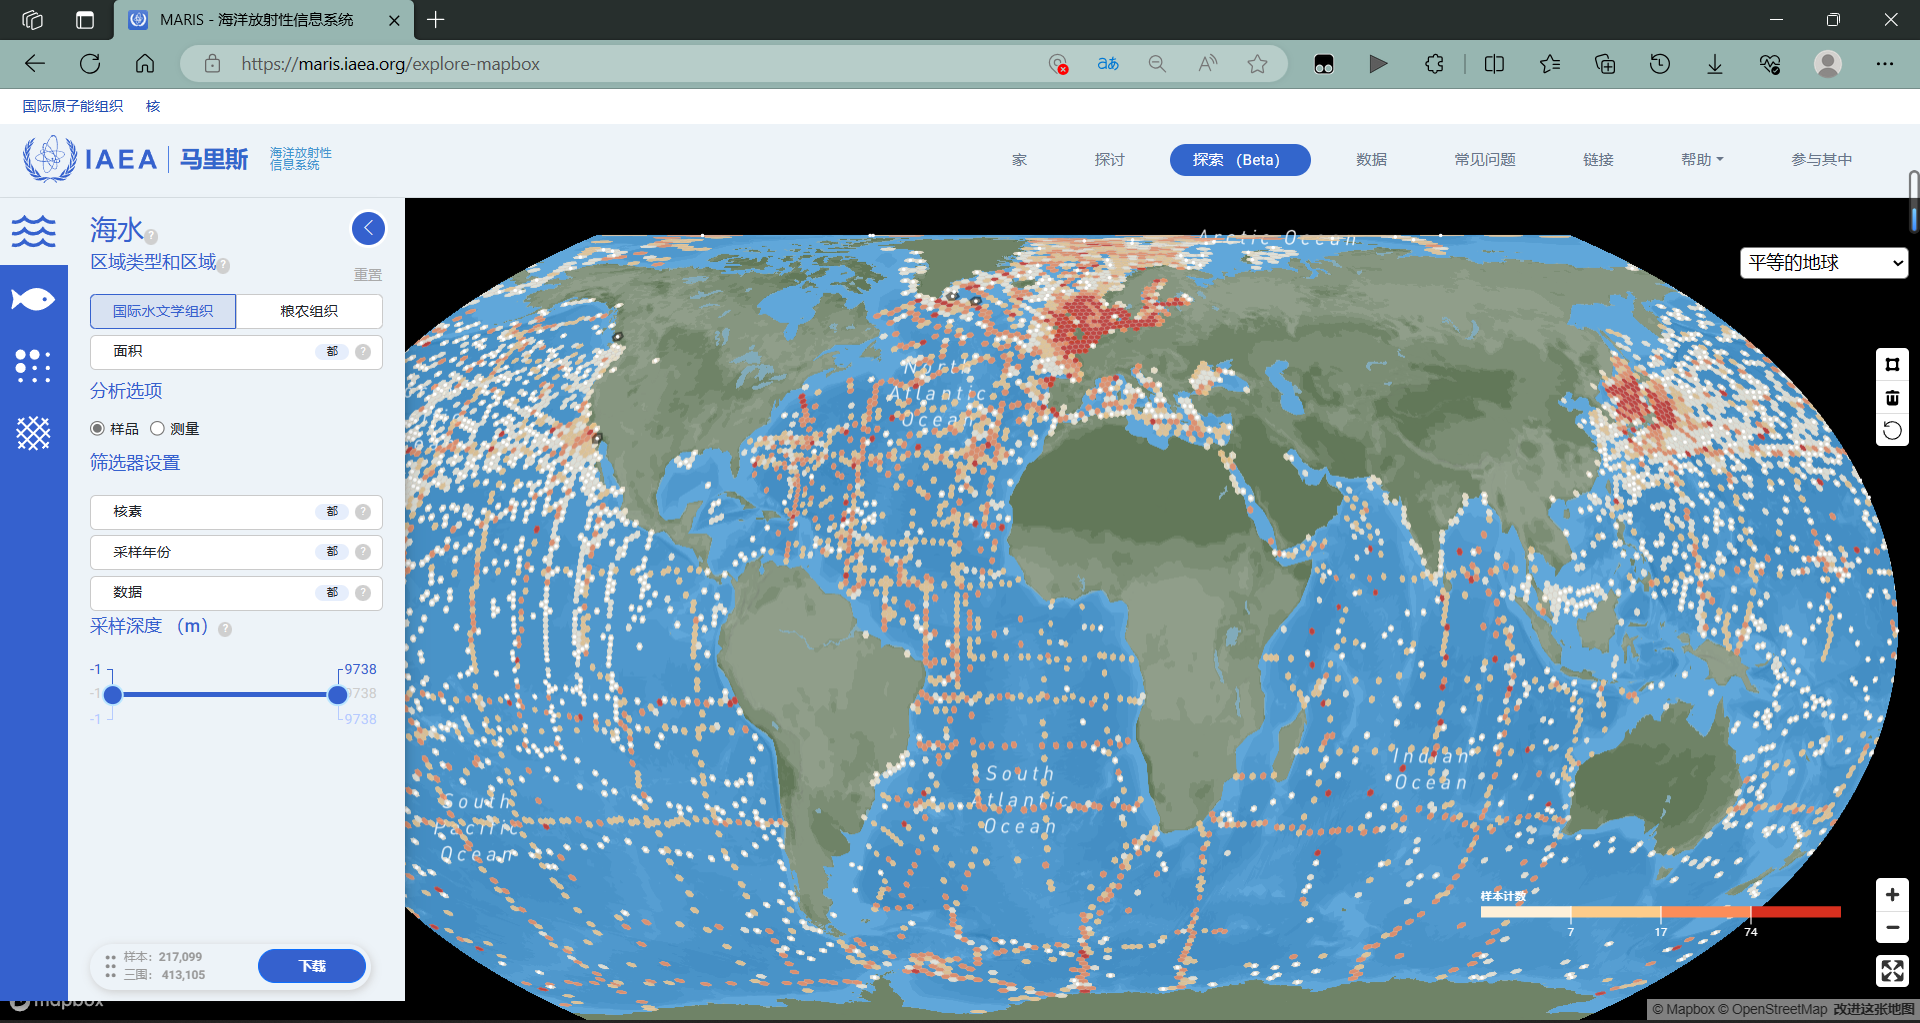 MARIS - 海洋放射性信息系统
https://maris.iaea.org/explore-mapbox
国际原子能组织 核
IAEA 马里斯 海洋放射性
信息系统
家 探讨 探索 (Beta) 数据 常见问题 链接 帮助 参与其中
海水
区域类型和区域
重置
国际水文学组织 粮农组织
面积 都
分析选项
样品 测量
筛选器设置
核素 都
采样年份 都
数据 都
采样深度 (m)
-1 9738
-1 9738
-1 9738
样本: 217,099
三围: 413,105
下载
mapbox
平等的地球
Arctic Ocean
North
Atlantic
Ocean
South
Pacific
Ocean
South
Atlantic
Ocean
Indian
Ocean
样本计数
7 17 74
© Mapbox © OpenStreetMap 改进这张地图